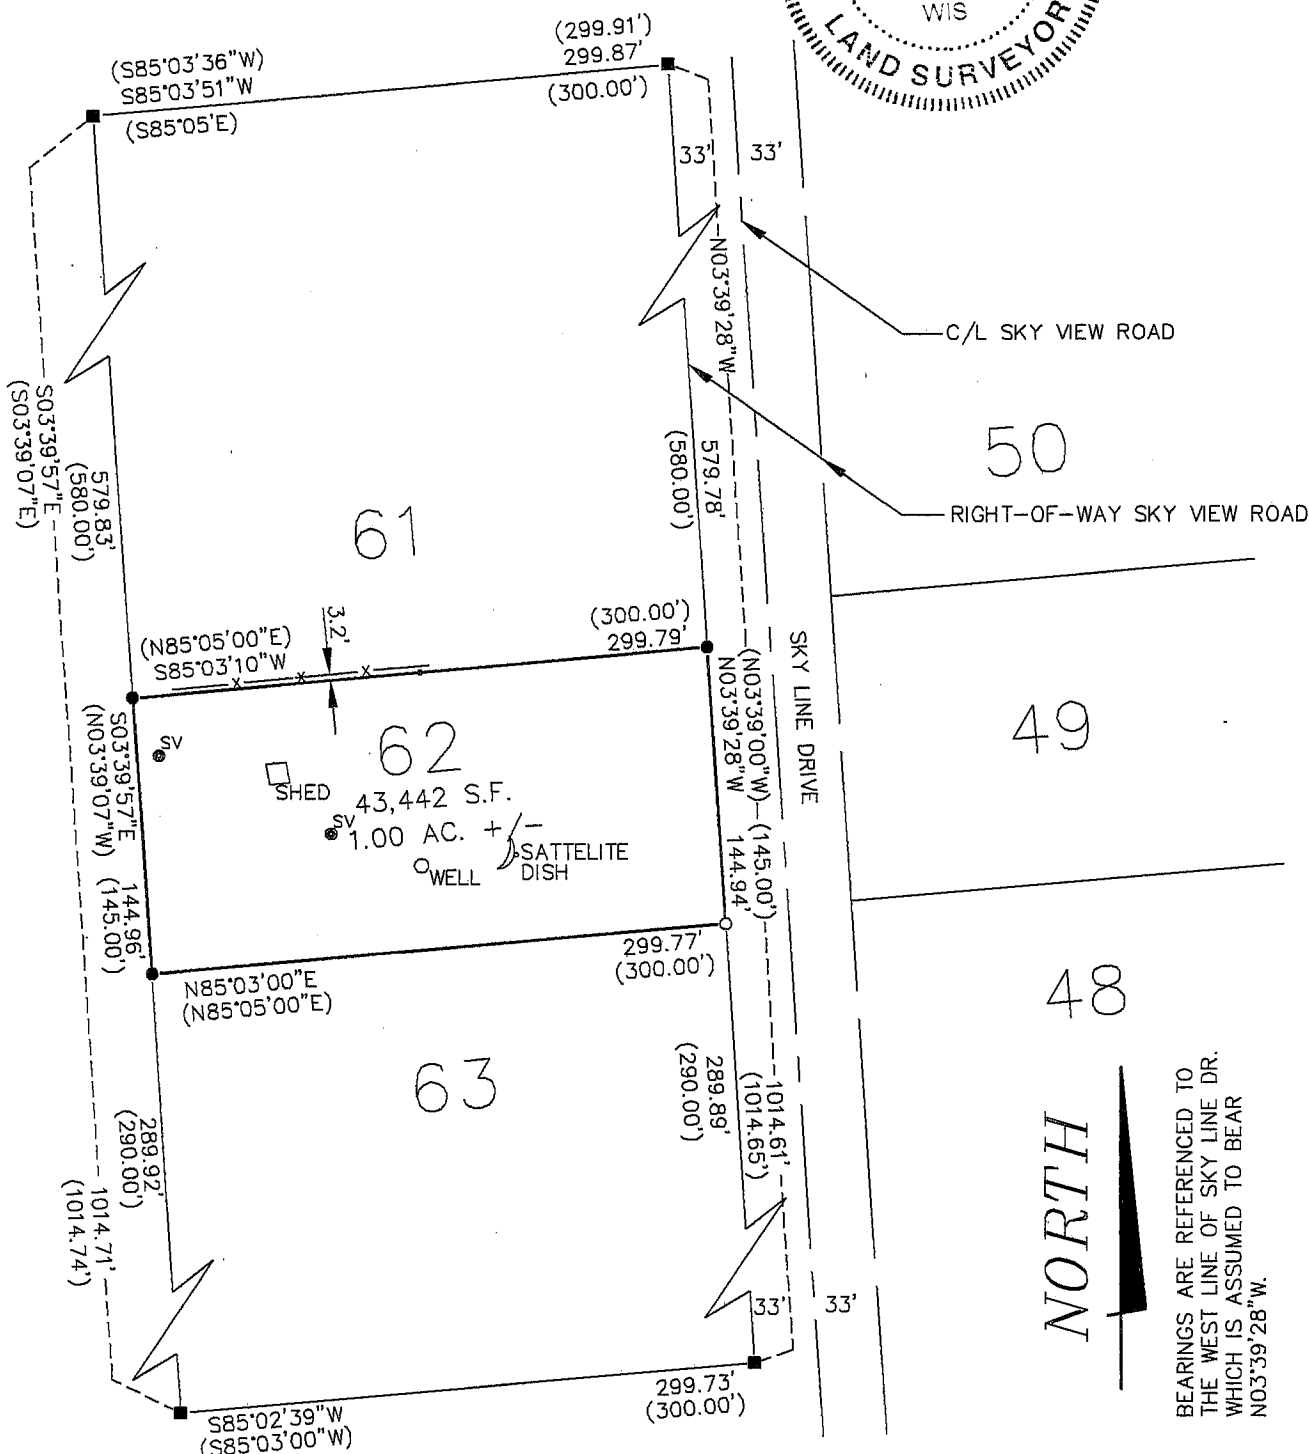 WIS
LAND SURVEYOR
(299.91')
299.87'
(300.00')
(S85°03'36"W)
S85°03'51"W
(S85°05'E)
33'
33'
N03°39'28"W
C/L SKY VIEW ROAD
RIGHT-OF-WAY SKY VIEW ROAD
S03°39'57"E
(S03°39'07"E)
579.83'
(580.00')
579.78'
(580.00')
50
61
(300.00')
299.79'
(N85°05'00"E)
S85°03'10"W
3.2'
x x x
SKY LINE DRIVE
49
62
43,442 S.F.
1.00 AC. +/-
SV
SHED
SV
WELL
SATTELITE
DISH
S03°39'57"E
(N03°39'07"W)
144.96'
(145.00')
(N03°39'00"W)
N03°39'28"W
(145.00')
144.94'
299.77'
(300.00')
N85°03'00"E
(N85°05'00"E)
48
63
289.92'
(290.00')
289.89'
(290.00')
1014.61'
(1014.65')
1014.71'
(1014.74')
33'
33'
299.73'
(300.00')
S85°02'39"W
(S85°03'00"W)
NORTH
BEARINGS ARE REFERENCED TO
THE WEST LINE OF SKY LINE DR.
WHICH IS ASSUMED TO BEAR
N03°39'28"W.